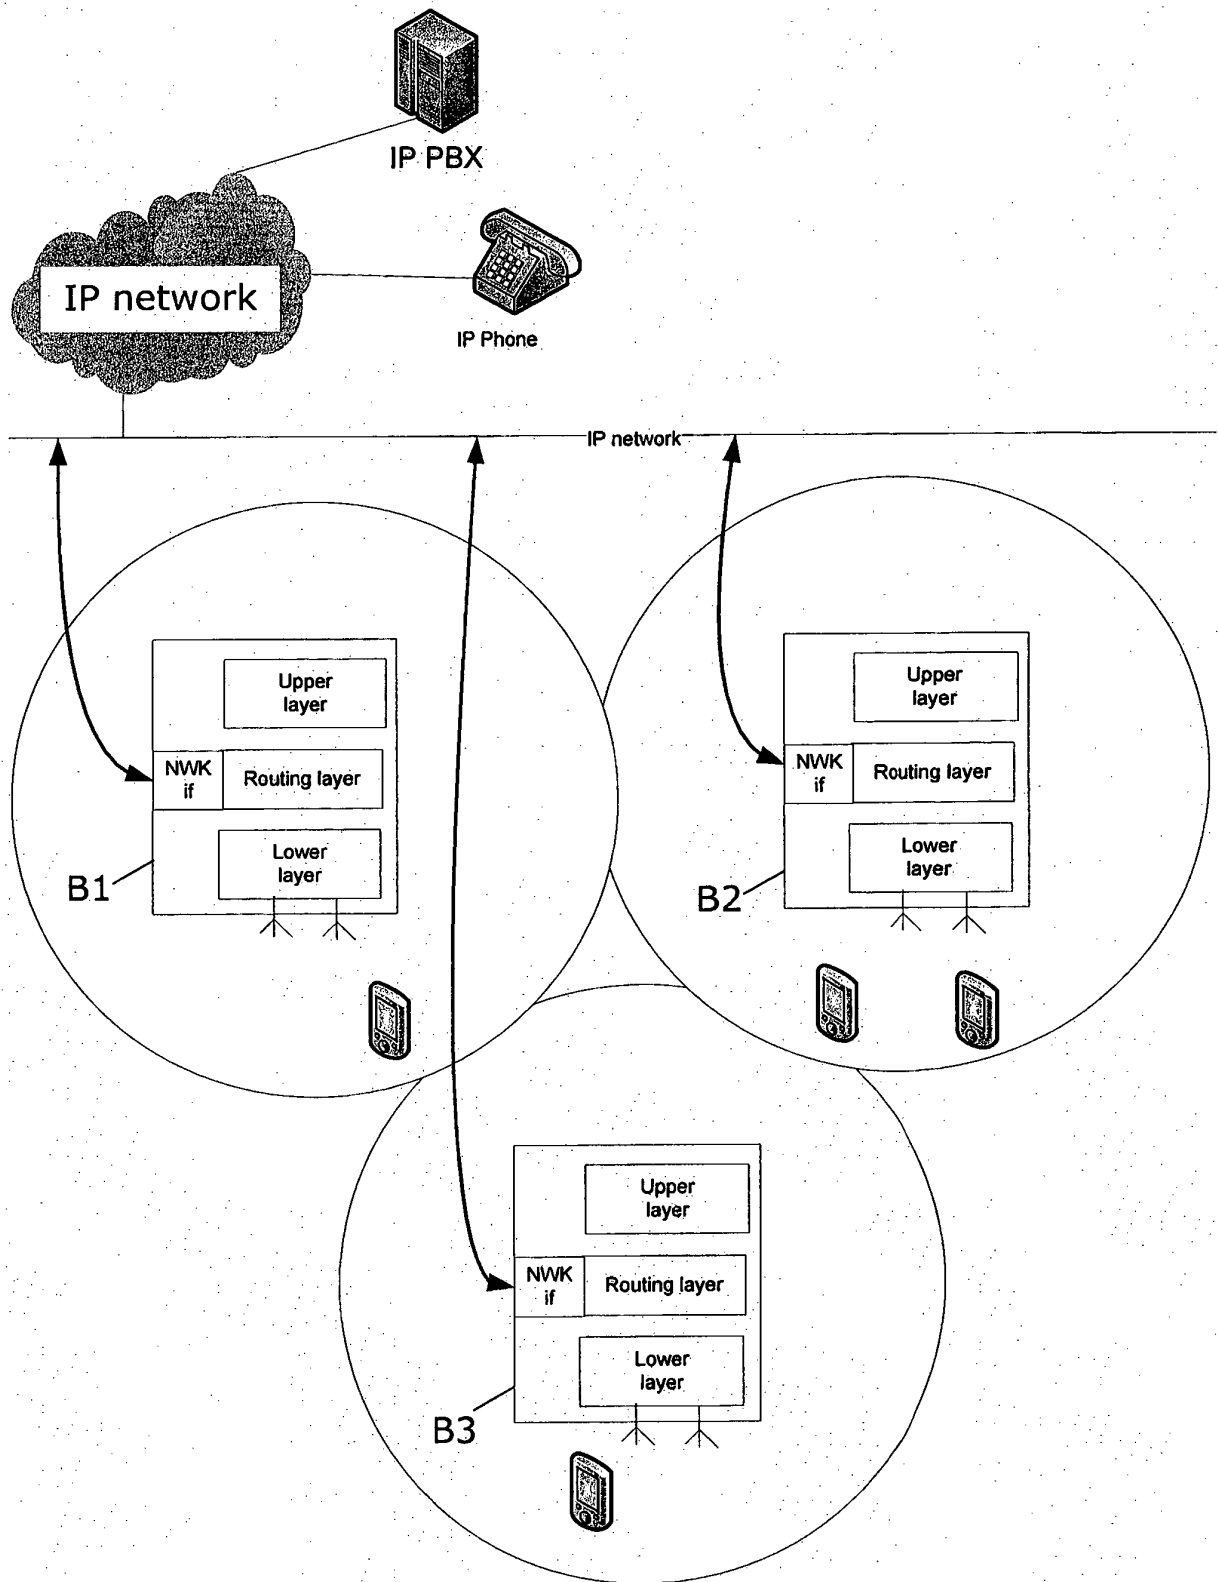 IP PBX
IP network
IP Phone
IP network
Upper
layer
NWK
if
Routing layer
Lower
layer
B1
Upper
layer
NWK
if
Routing layer
Lower
layer
B2
Upper
layer
NWK
if
Routing layer
Lower
layer
B3